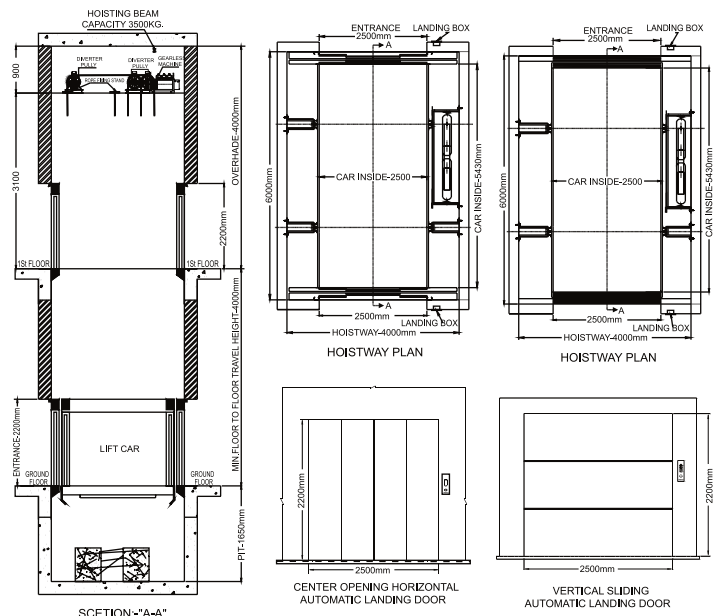 HOISTING BEAM
CAPACITY 3500KG.
DIVERTER
PULLY
DIVERTER
PULLY
GEARLESS
MACHINE
900
3100
OVERHADE-4000mm
2200mm
1St FLOOR
1St FLOOR
MIN.FLOOR TO FLOOR TRAVEL HEIGHT-4000mm
ENTRANCE-2200mm
LIFT CAR
GROUND
FLOOR
GROUND
FLOOR
PIT-1650mm
SCETION:-"A-A"
ENTRANCE
2500mm
LANDING BOX
A
6000mm
CAR INSIDE-2500
CAR INSIDE-5430mm
A
2500mm
LANDING BOX
HOISTWAY-4000mm
HOISTWAY PLAN
ENTRANCE
2500mm
LANDING BOX
A
6000mm
CAR INSIDE-2500
CAR INSIDE-5430mm
A
2500mm
LANDING BOX
HOISTWAY-4000mm
HOISTWAY PLAN
2200mm
2500mm
CENTER OPENING HORIZONTAL
AUTOMATIC LANDING DOOR
2200mm
2500mm
VERTICAL SLIDING
AUTOMATIC LANDING DOOR